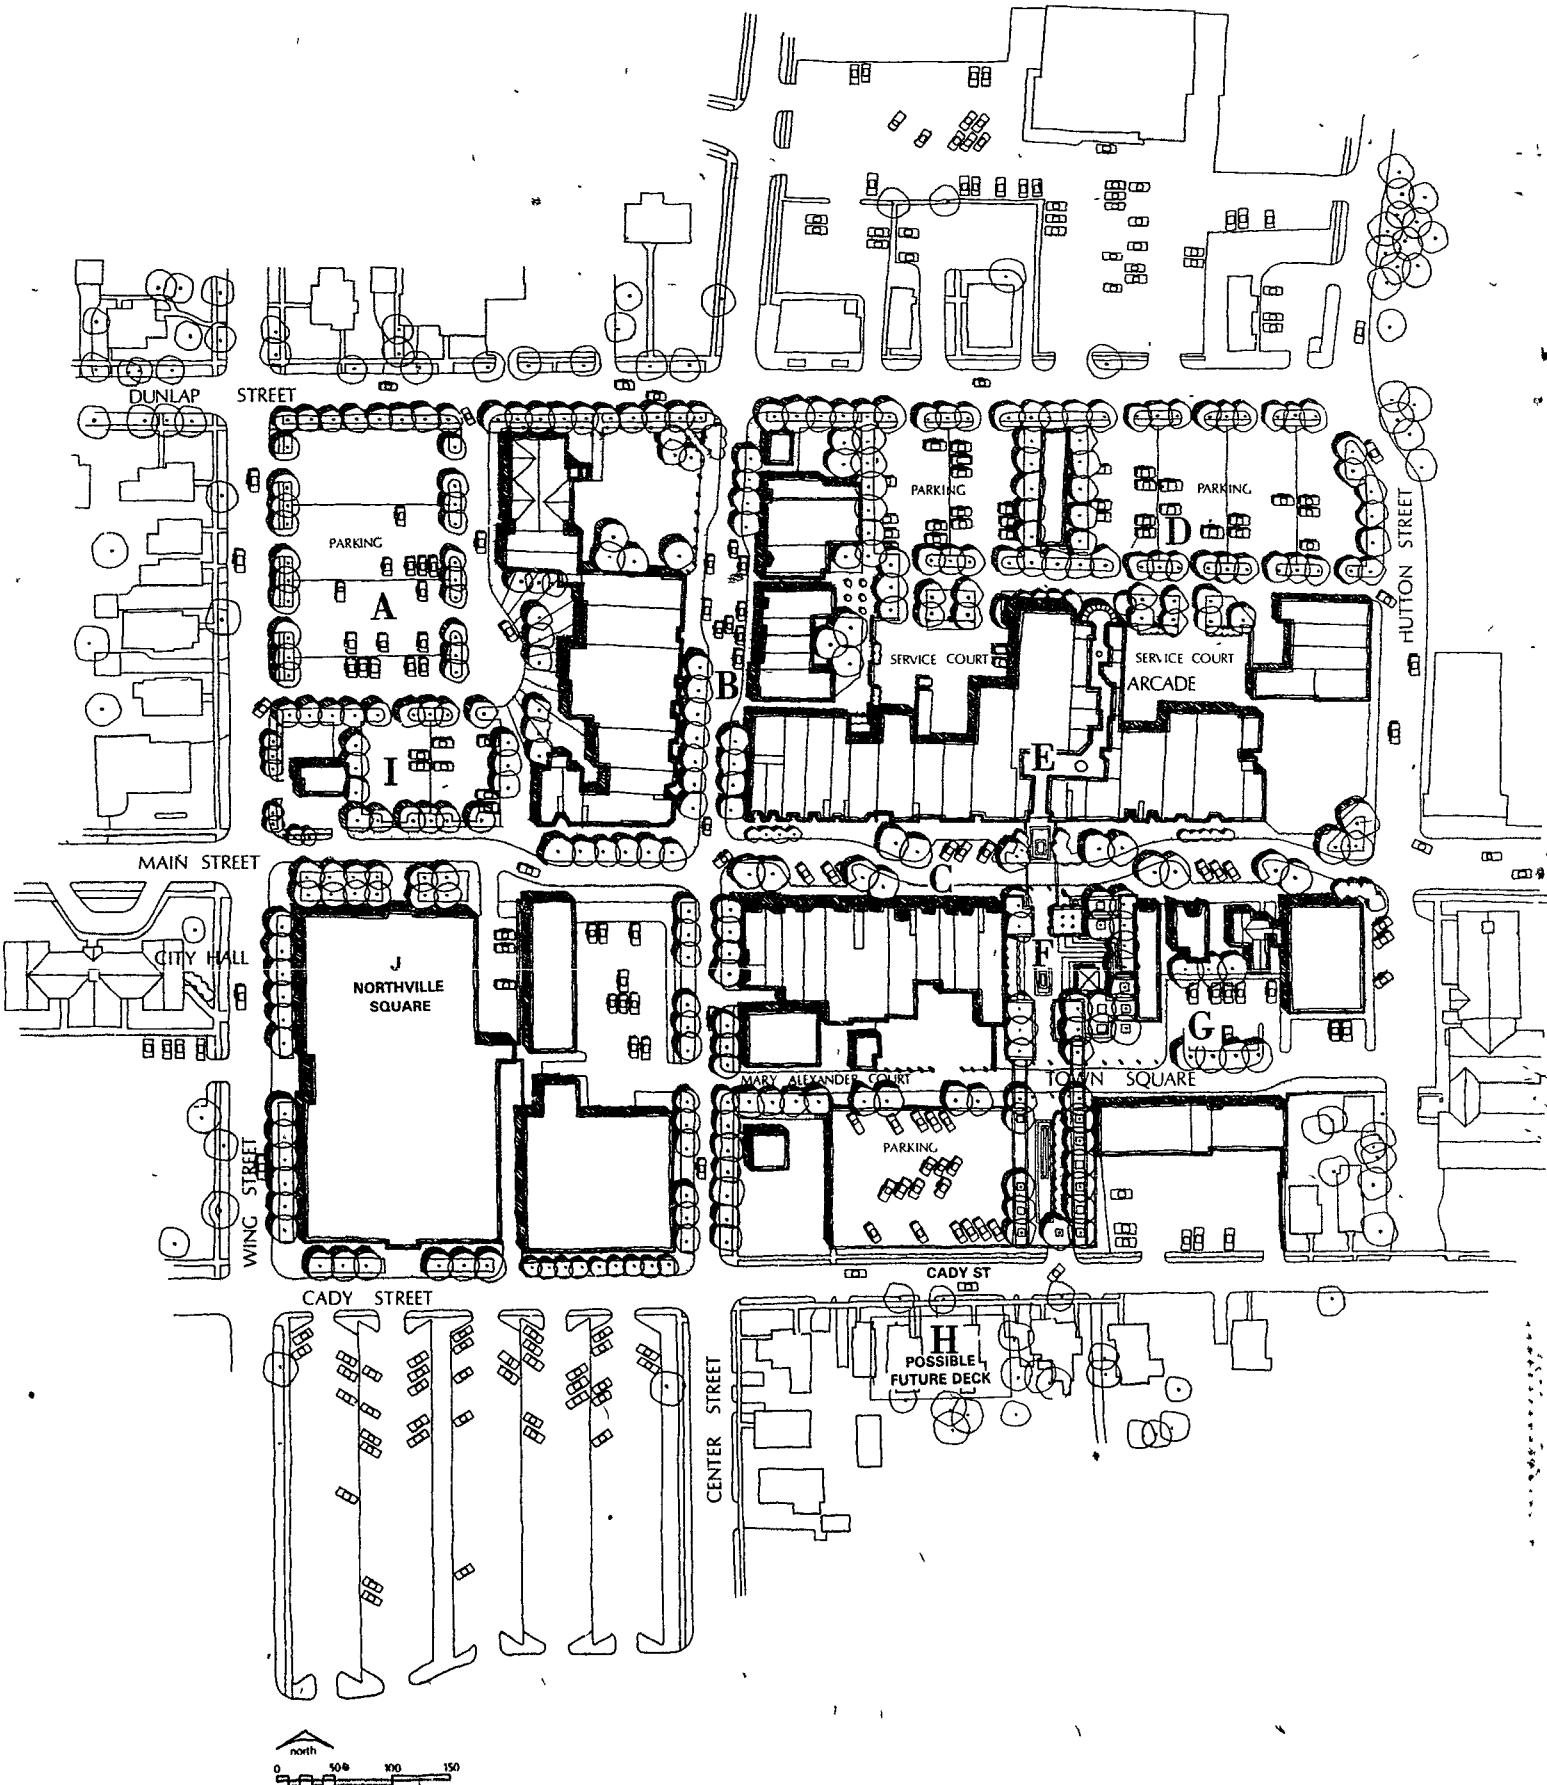 DUNLAP STREET
PARKING
PARKING
D
PARKING
HUTTON STREET
A
SERVICE COURT
SERVICE COURT
B
ARCADE
E
I
MAIN STREET
C
CITY HALL
F
J
NORTHVILLE
SQUARE
G
MARY ALEXANDER COURT
TOWN SQUARE
PARKING
WING STREET
CADY ST
CADY STREET
H
POSSIBLE
FUTURE DECK
CENTER STREET
north
0 50 100 150